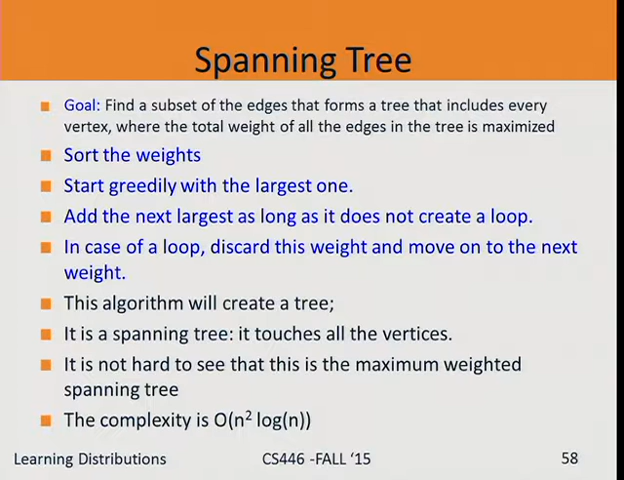 Spanning Tree
Goal: Find a subset of the edges that forms a tree that includes every
vertex, where the total weight of all the edges in the tree is maximized
Sort the weights
Start greedily with the largest one.
Add the next largest as long as it does not create a loop.
In case of a loop, discard this weight and move on to the next
weight.
This algorithm will create a tree;
It is a spanning tree: it touches all the vertices.
It is not hard to see that this is the maximum weighted
spanning tree
The complexity is O(n² log(n))
Learning Distributions CS446 -FALL ‘15 58